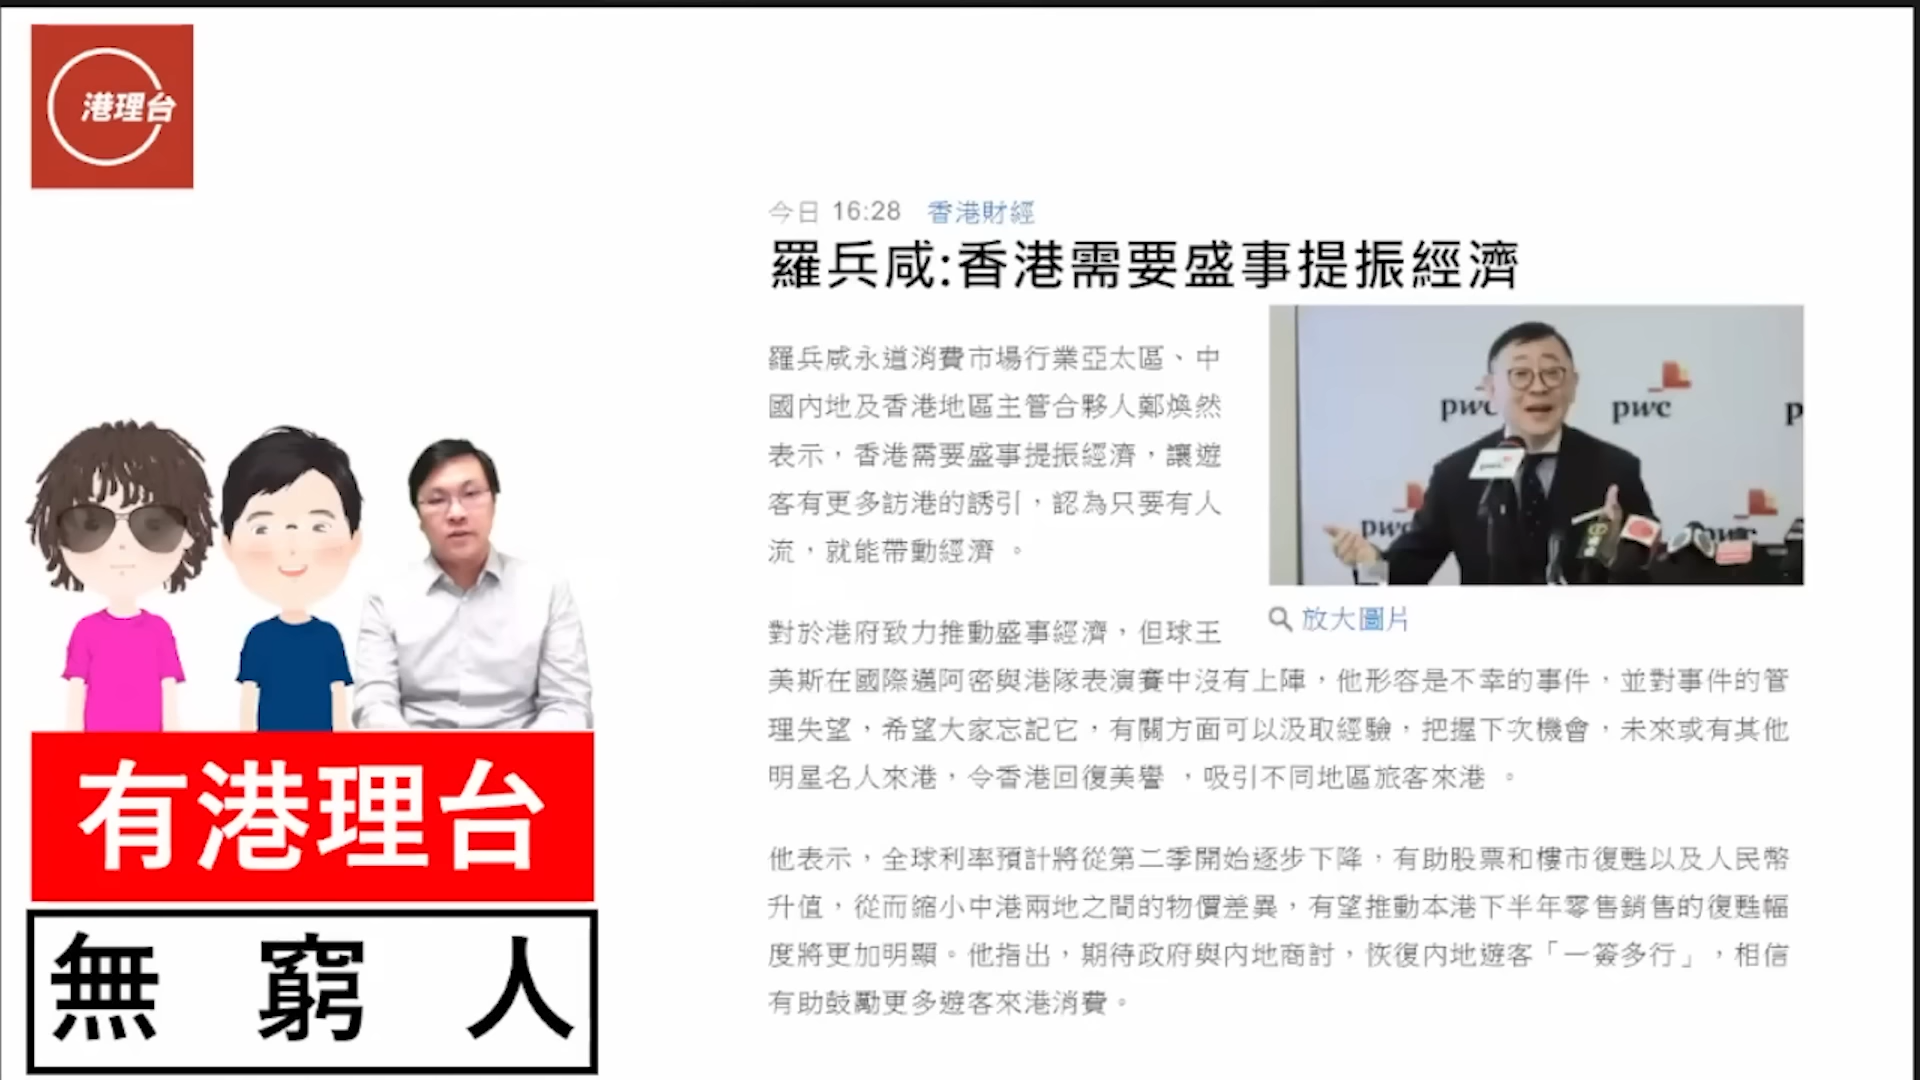 港理台
今日 16:28 香港財經
羅兵咸:香港需要盛事提振經濟
羅兵咸永道消費市場行業亞太區、中
國內地及香港地區主管合夥人鄭煥然
表示，香港需要盛事提振經濟，讓遊
客有更多訪港的誘引，認為只要有人
流，就能帶動經濟 。
pwc
pwc
pwc
pwc
pwc
放大圖片
對於港府致力推動盛事經濟，但球王
美斯在國際邁阿密與港隊表演賽中沒有上陣，他形容是不幸的事件，並對事件的管
理失望，希望大家忘記它，有關方面可以汲取經驗，把握下次機會，未來或有其他
明星名人來港，令香港回復美譽 ，吸引不同地區旅客來港 。
他表示，全球利率預計將從第二季開始逐步下降，有助股票和樓市復甦以及人民幣
升值，從而縮小中港兩地之間的物價差異，有望推動本港下半年零售銷售的復甦幅
度將更加明顯。他指出，期待政府與內地商討，恢復內地遊客「一簽多行」，相信
有助鼓勵更多遊客來港消費。
有港理台
無窮人